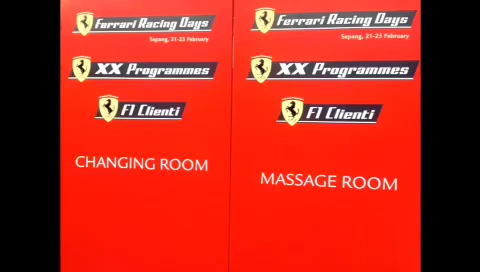 Ferrari Racing Days
Sepang, 21-23 February
XX Programmes
F1 Clienti
CHANGING ROOM
Ferrari Racing Days
Sepang, 21-23 February
XX Programmes
F1 Clienti
MASSAGE ROOM